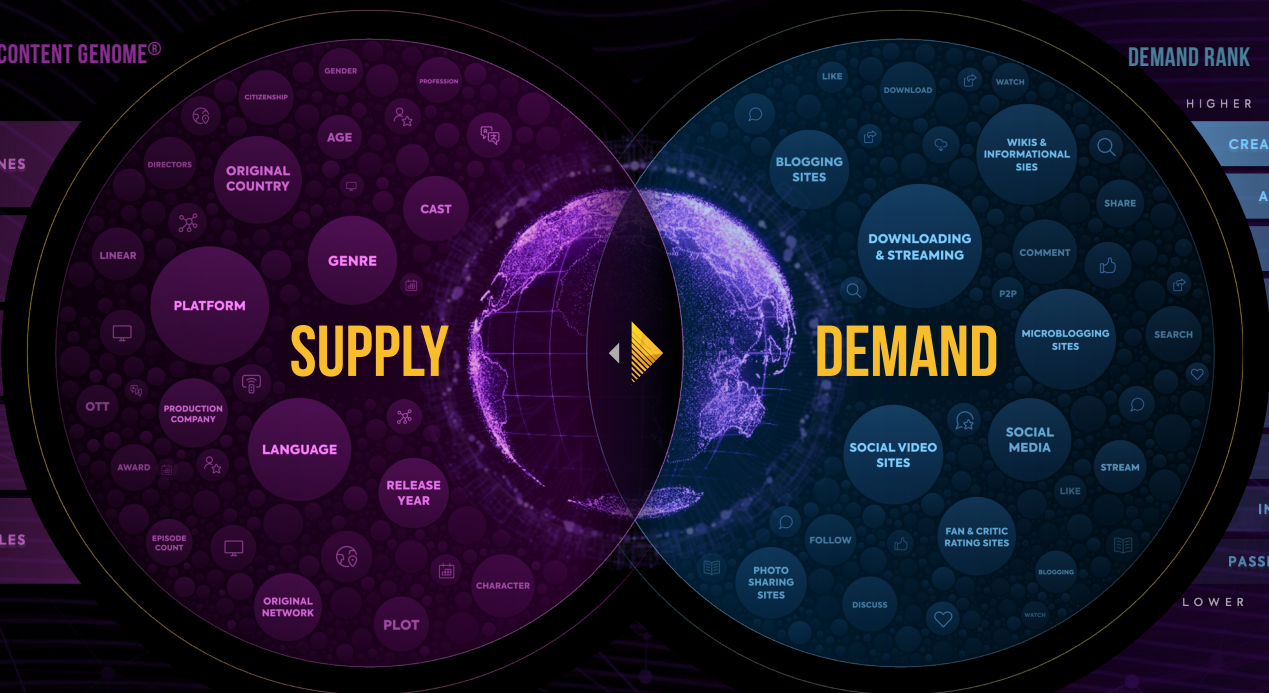 CONTENT GENOME®
NES
LES
GENDER
PROFESSION
CITIZENSHIP
AGE
DIRECTORS
ORIGINAL
COUNTRY
CAST
LINEAR
GENRE
PLATFORM
SUPPLY
OTT
PRODUCTION
COMPANY
LANGUAGE
AWARD
RELEASE
YEAR
EPISODE
COUNT
CHARACTER
ORIGINAL
NETWORK
PLOT
DEMAND RANK
HIGHER
CREA
A
IN
PASS
LOWER
LIKE
DOWNLOAD
WATCH
BLOGGING
SITES
WIKIS &
INFORMATIONAL
SIES
SHARE
DOWNLOADING
& STREAMING
COMMENT
P2P
MICROBLOGGING
SITES
SEARCH
DEMAND
SOCIAL VIDEO
SITES
SOCIAL
MEDIA
STREAM
LIKE
FOLLOW
FAN & CRITIC
RATING SITES
PHOTO
SHARING
SITES
BLOGGING
DISCUSS
WATCH